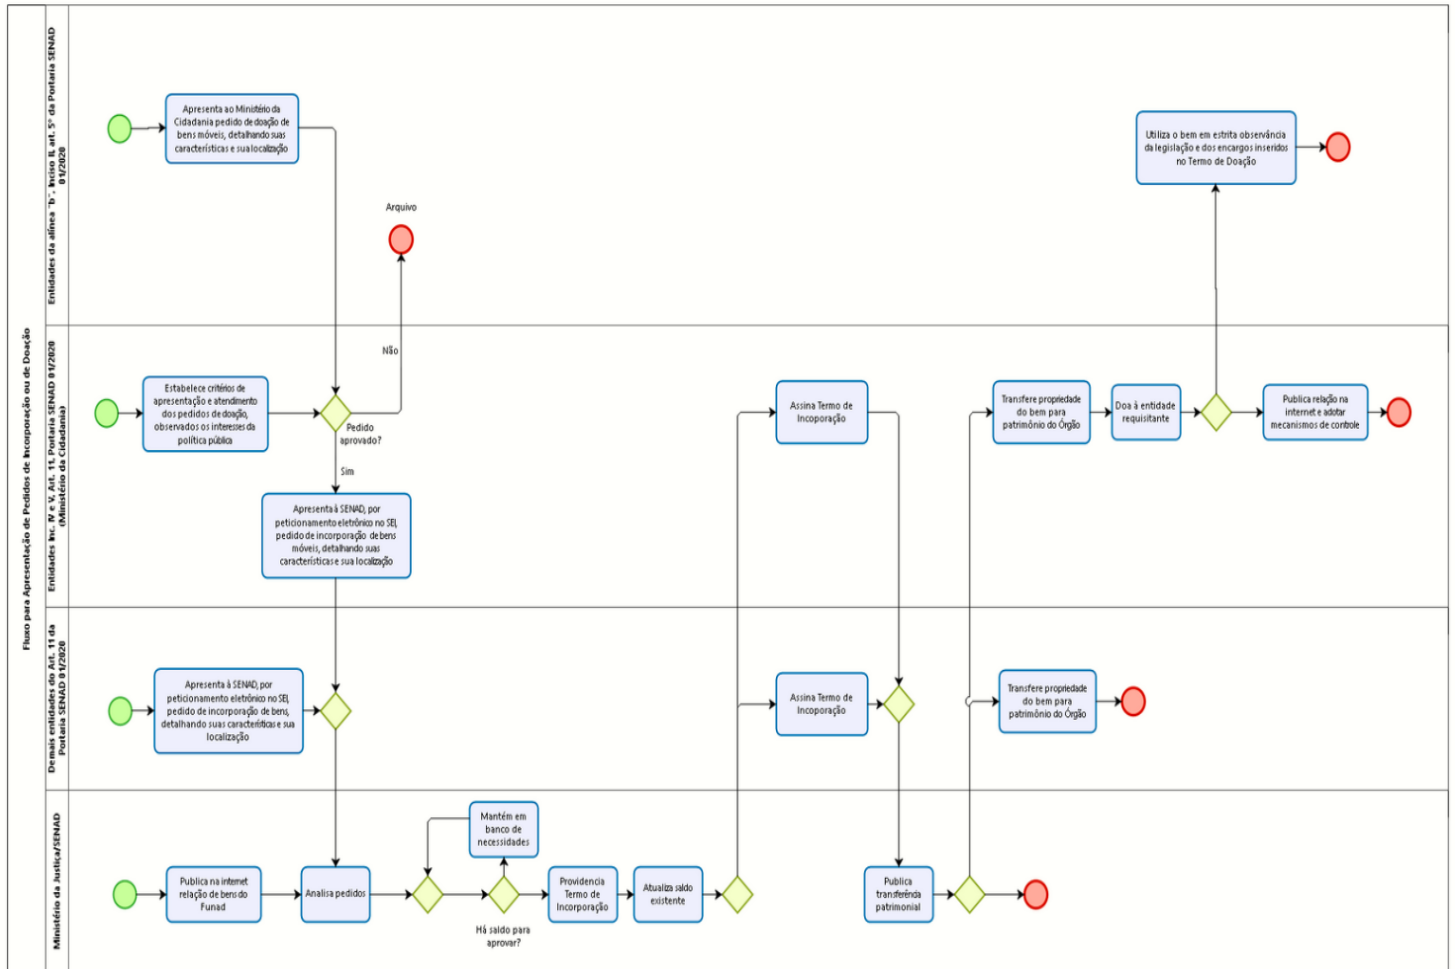 Fluxo para Apresentação de Pedidos de Incorporação ou de Doação
Entidades da alínea "b", Inciso II, art. 5º da Portaria SENAD
01/2020
Apresenta ao Ministério da
Cidadania pedido de doação de
bens móveis, detalhando suas
características e sua localização
Arquivo
Utiliza o bem em estrita observância
da legislação e dos encargos inseridos
no Termo de Doação
Entidades Inc. IV e V, Art. 11, Portaria SENAD 01/2020
(Ministério da Cidadania)
Estabelece critérios de
apresentação e atendimento
dos pedidos de doação,
observados os interesses da
política pública
Não
Pedido
aprovado?
Sim
Apresenta à SENAD, por
peticionamento eletrônico no SEI,
pedido de incorporação de bens
móveis, detalhando suas
características e sua localização
Assina Termo de
Incoporação
Transfere propriedade
do bem para
patrimônio do Órgão
Doa à entidade
requisitante
Publica relação na
internet e adotar
mecanismos de controle
Demais entidades do Art. 11 da
Portaria SENAD 01/2020
Apresenta à SENAD, por
peticionamento eletrônico no SEI,
pedido de incorporação de bens,
detalhando suas características e sua
localização
Assina Termo de
Incoporação
Transfere propriedade
do bem para
patrimônio do Órgão
Ministério da Justiça/SENAD
Publica na internet
relação de bens do
Funad
Analisa pedidos
Mantém em
banco de
necessidades
Há saldo para
aprovar?
Providencia
Termo de
Incorporação
Atualiza saldo
existente
Publica
transferência
patrimonial